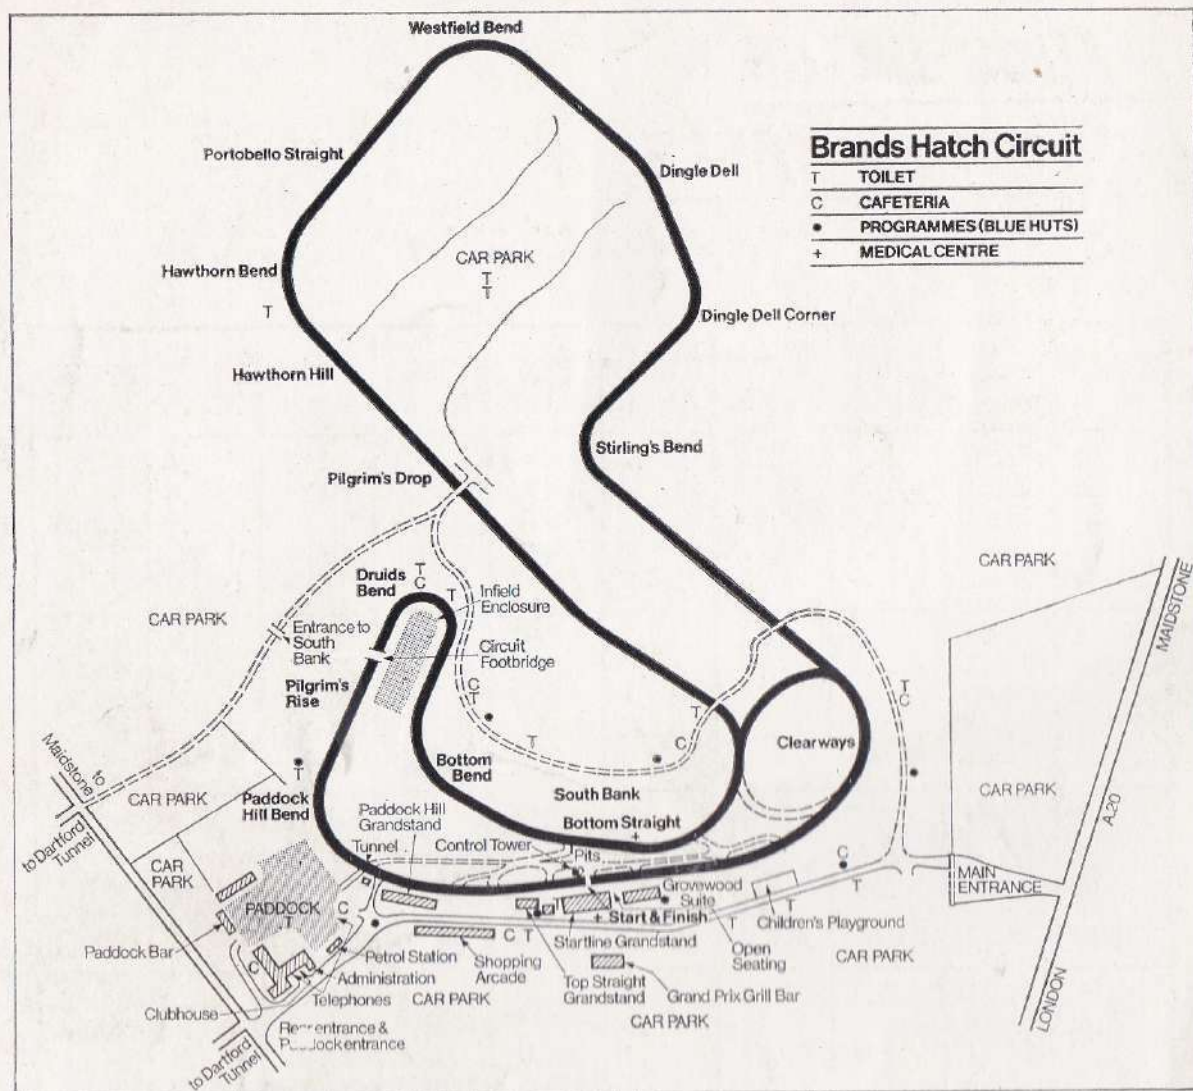 Westfield Bend
Brands Hatch Circuit
T TOILET
C CAFETERIA
• PROGRAMMES (BLUE HUTS)
+ MEDICAL CENTRE
Portobello Straight
Dingle Dell
Hawthorn Bend
CAR PARK
T
T
T
Dingle Dell Corner
Hawthorn Hill
Stirling's Bend
Pilgrim's Drop
CAR PARK
MAIDSTONE
Druids
Bend
T
C
T
Infield
Enclosure
CAR PARK
Entrance to
South
Bank
Circuit
Footbridge
Pilgrim's
Rise
C
T
T
C
T
T
C
Clearways
Maidstone
to
T
Bottom
Bend
South Bank
CAR PARK
CAR PARK
Paddock
Hill Bend
Paddock Hill
Grandstand
Bottom Straight
+
A.20
to Dartford
Tunnel
Tunnel
Control Tower
Pits
C
CAR
PARK
MAIN
ENTRANCE
PADDOCK
T
C
T
Grovewood
Suite
T
T
+ Start & Finish
T
Children's Playground
Paddock Bar
C
Petrol Station
Shopping
Arcade
C T
Startline Grandstand
Open
Seating
CAR PARK
Administration
Telephones
CAR PARK
Top Straight
Grandstand
Grand Prix Grill Bar
Clubhouse
CAR PARK
LONDON
entrance &
entrance
to Dartford
Tunnel